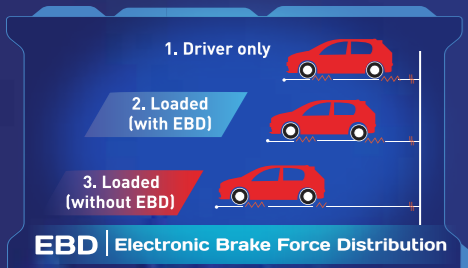 1. Driver only
2. Loaded
(with EBD)
3. Loaded
(without EBD)
EBD | Electronic Brake Force Distribution